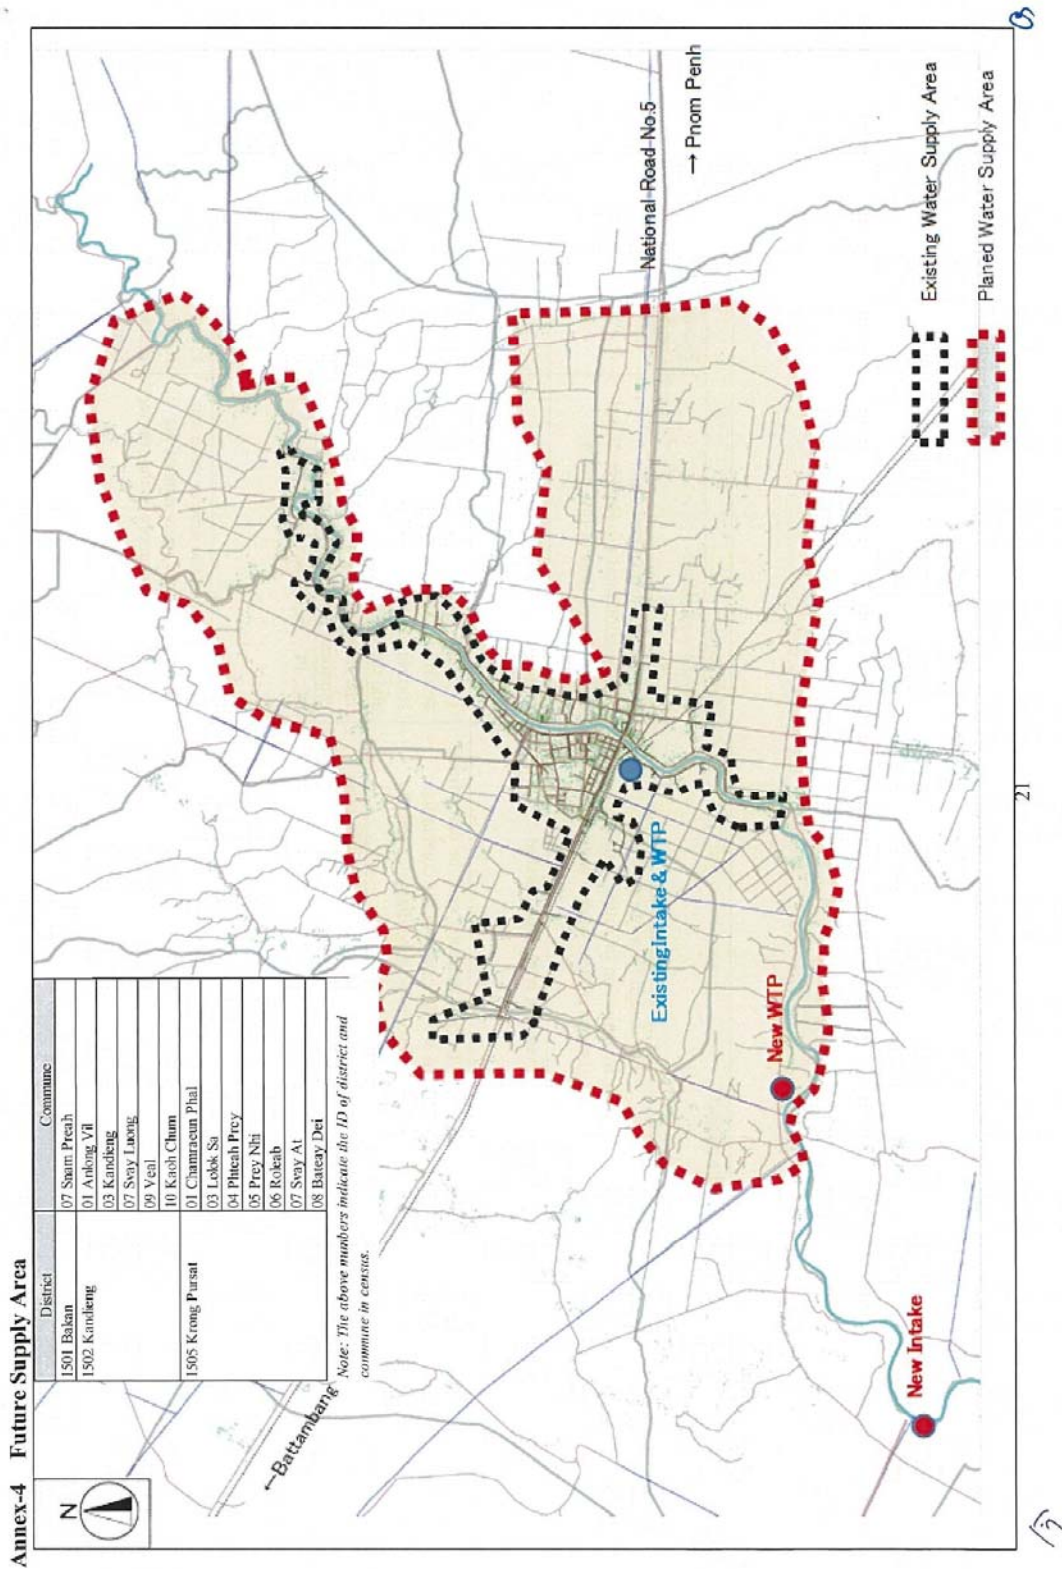 Annex-4 Future Supply Area
N
District Commune
1501 Bakan 07 Snam Preah
1502 Kandieng 01 Anlong Vil
03 Kandieng
07 Svay Luong
09 Veal
10 Kaoh Chum
1505 Krong Pursat 01 Chamraeun Phal
03 Lolok Sa
04 Phteah Prey
05 Prey Nhi
06 Roleab
07 Svay At
08 Bateay Dei
Note: The above numbers indicate the ID of district and
commune in census.
←Battambang
National Road No.5
→ Pnom Penh
Existing Intake & WTP
New WTP
New Intake
Existing Water Supply Area
Planed Water Supply Area
21